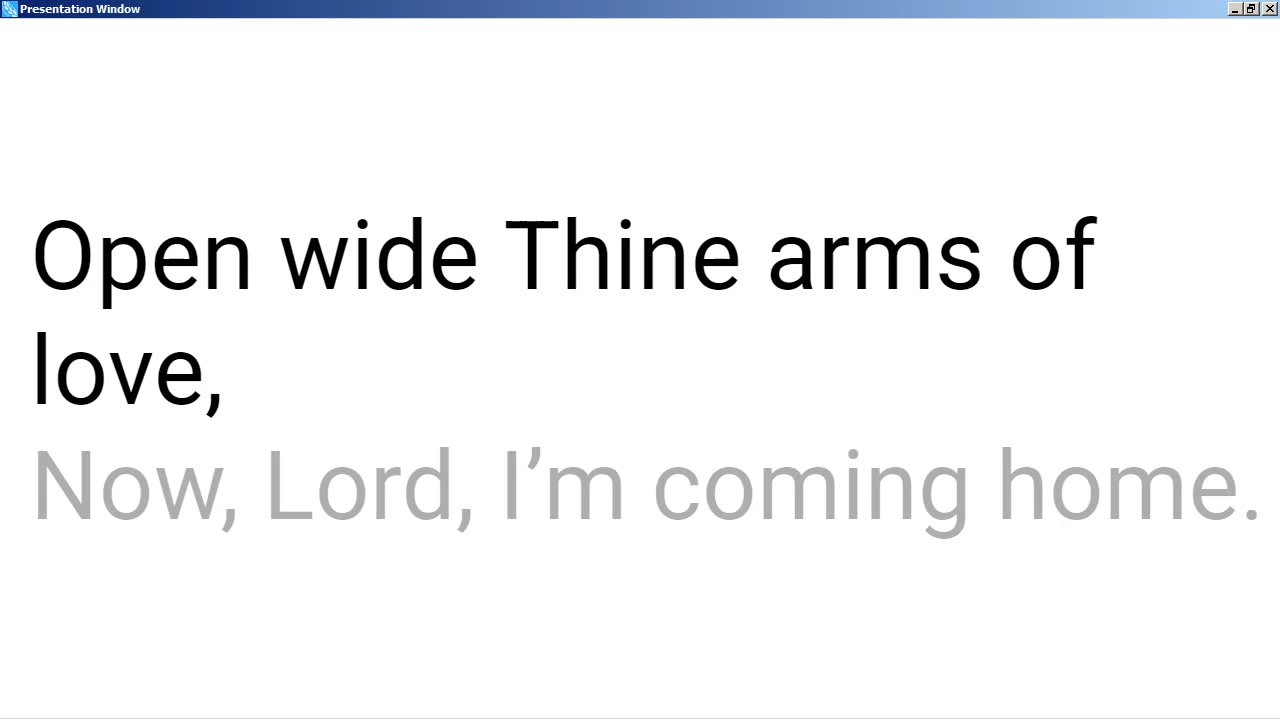 Presentation Window
Open wide Thine arms of
love,
Now, Lord, I’m coming home.